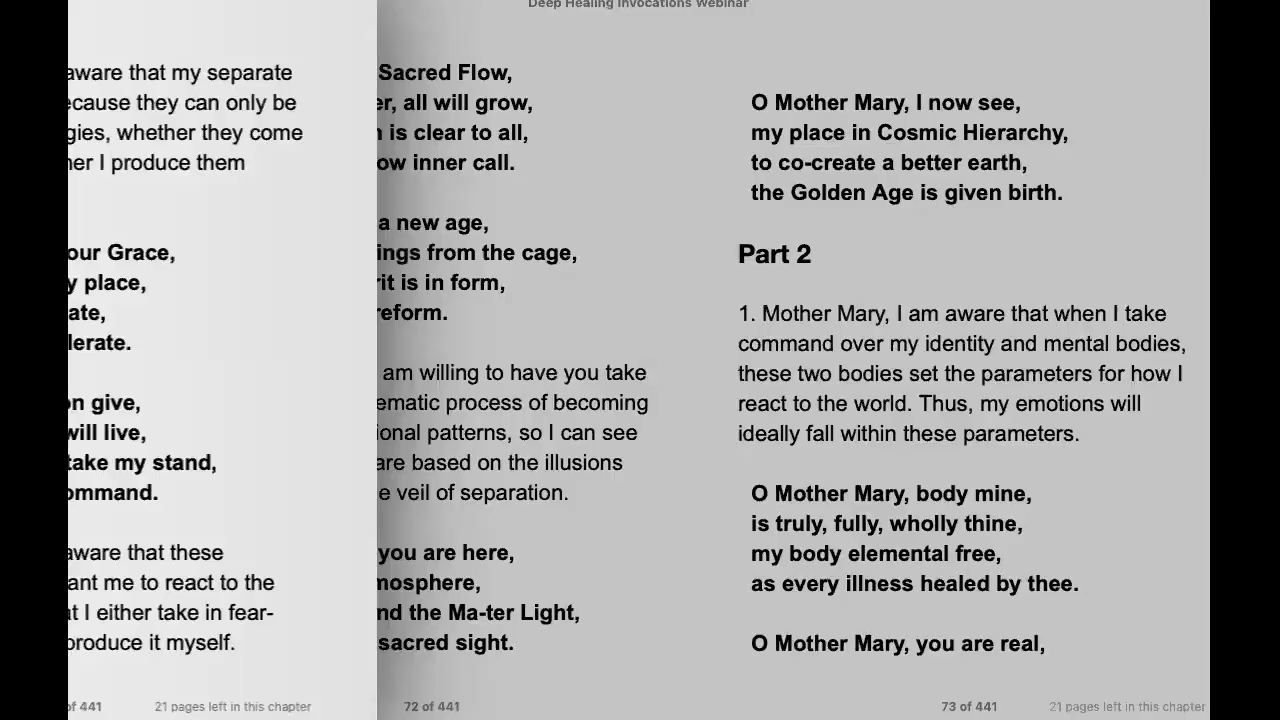 Deep Healing Invocations Webinar
aware that my separate
ecause they can only be
gies, whether they come
her I produce them
our Grace,
y place,
ate,
lerate.
on give,
will live,
take my stand,
ommand.
aware that these
ant me to react to the
at I either take in fear-
produce it myself.
of 441
21 pages left in this chapter
Sacred Flow,
er, all will grow,
n is clear to all,
ow inner call.
a new age,
ings from the cage,
rit is in form,
reform.
am willing to have you take
ematic process of becoming
ional patterns, so I can see
are based on the illusions
e veil of separation.
you are here,
mosphere,
nd the Ma-ter Light,
sacred sight.
72 of 441
O Mother Mary, I now see,
my place in Cosmic Hierarchy,
to co-create a better earth,
the Golden Age is given birth.
Part 2
1. Mother Mary, I am aware that when I take
command over my identity and mental bodies,
these two bodies set the parameters for how I
react to the world. Thus, my emotions will
ideally fall within these parameters.
O Mother Mary, body mine,
is truly, fully, wholly thine,
my body elemental free,
as every illness healed by thee.
O Mother Mary, you are real,
73 of 441
21 pages left in this chapter